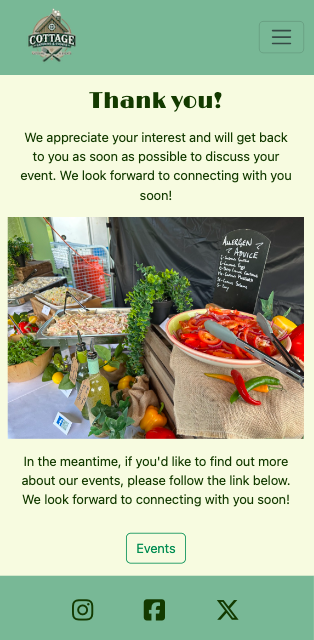 COTTAGE
Thank you!
We appreciate your interest and will get back
to you as soon as possible to discuss your
event. We look forward to connecting with you
soon!
ALLERGEN
ADVICE
In the meantime, if you'd like to find out more
about our events, please follow the link below.
We look forward to connecting with you soon!
Events